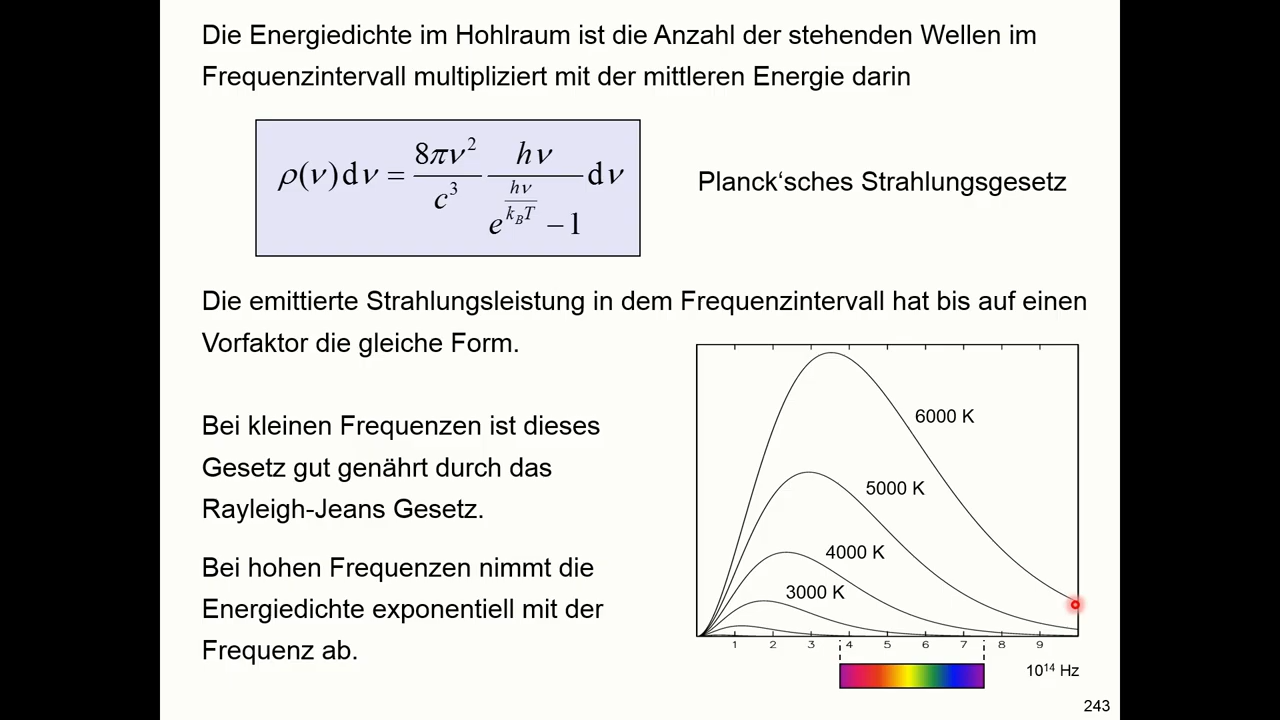 Die Energiedichte im Hohlraum ist die Anzahl der stehenden Wellen im
Frequenzintervall multipliziert mit der mittleren Energie darin
ρ(ν)dν = 8πν² / c³ · hν / (e^(hν/k_BT) − 1) dν
Planck‘sches Strahlungsgesetz
Die emittierte Strahlungsleistung in dem Frequenzintervall hat bis auf einen
Vorfaktor die gleiche Form.
Bei kleinen Frequenzen ist dieses
Gesetz gut genährt durch das
Rayleigh-Jeans Gesetz.
Bei hohen Frequenzen nimmt die
Energiedichte exponentiell mit der
Frequenz ab.
6000 K
5000 K
4000 K
3000 K
1 2 3 4 5 6 7 8 9
10¹⁴ Hz
243